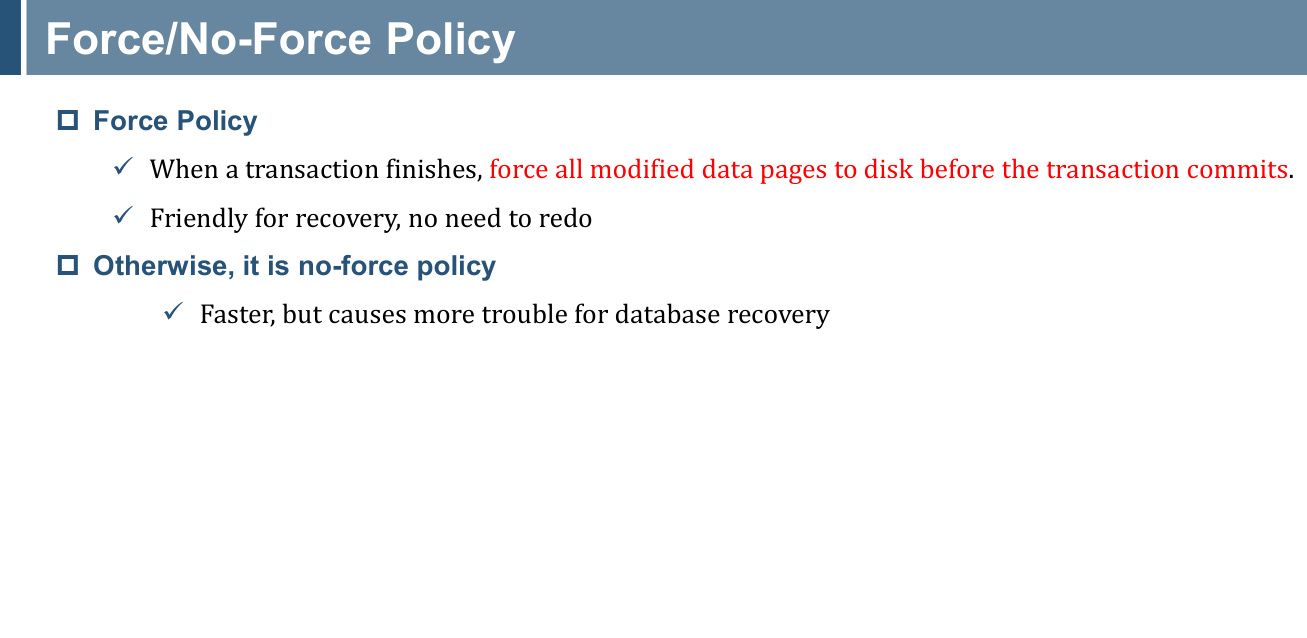 Force/No-Force Policy
Force Policy
✓ When a transaction finishes, force all modified data pages to disk before the transaction commits.
✓ Friendly for recovery, no need to redo
Otherwise, it is no-force policy
✓ Faster, but causes more trouble for database recovery